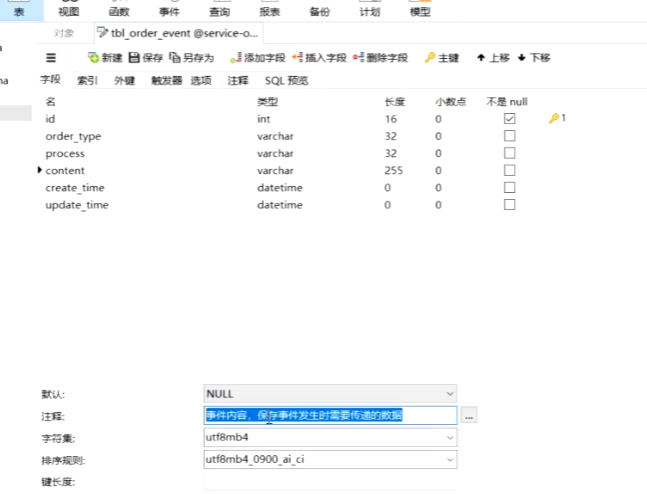 表 视图 函数 事件 查询 报表 备份 计划 模型
对象 tbl_order_event @service-o...
新建 保存 另存为 添加字段 插入字段 删除字段 主键 上移 下移
字段 索引 外键 触发器 选项 注释 SQL 预览
名 类型 长度 小数点 不是 null
id int 16 0 1
order_type varchar 32 0
process varchar 32 0
content varchar 255 0
create_time datetime 0 0
update_time datetime 0 0
默认: NULL
注释: 事件内容，保存事件发生时需要传递的数据 ...
字符集: utf8mb4
排序规则: utf8mb4_0900_ai_ci
键长度: